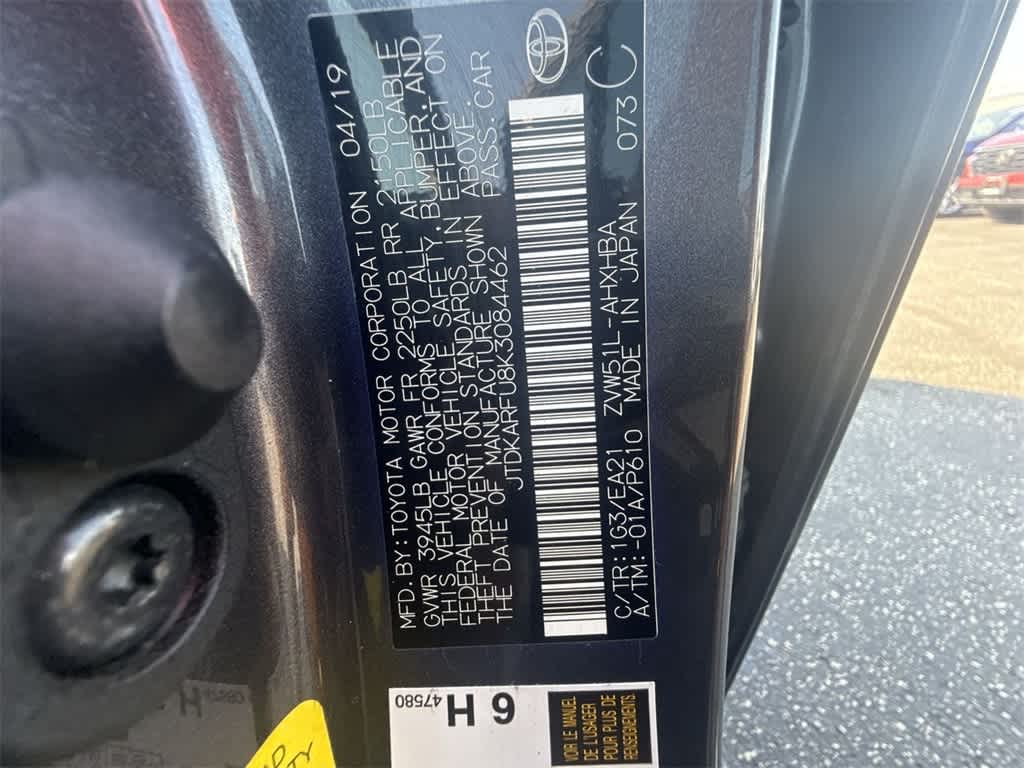 MFD. BY: TOYOTA MOTOR CORPORATION 04/19
GVWR 3945LB GAWR FR 2250LB RR 2150LB
THIS VEHICLE CONFORMS TO ALL APPLICABLE
FEDERAL MOTOR VEHICLE SAFETY, BUMPER, AND
THEFT PREVENTION STANDARDS IN EFFECT ON
THE DATE OF MANUFACTURE SHOWN ABOVE.
JTDKARFU8K3084462 PASS. CAR
C/TR: 1G3/EA21 ZVW51L-AHXHBA 073 C
A/TM: -01A/P610 MADE IN JAPAN
47580
H 6
VOIR LE MANUEL
DE L'USAGER
POUR PLUS DE
RENSEIGNEMENTS.
H